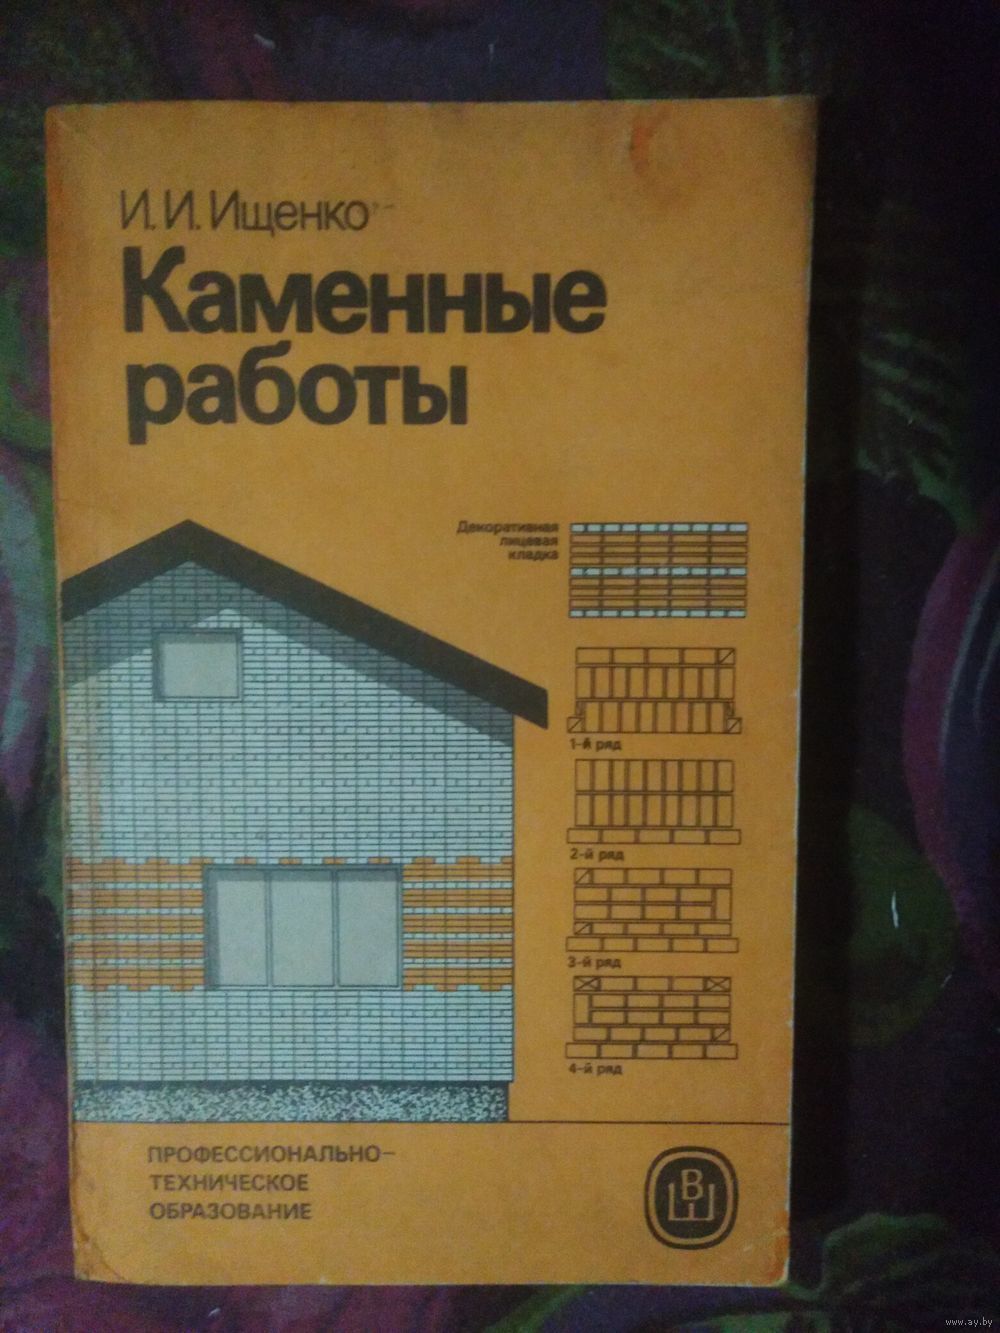 И. И. Ищенко
Каменные
работы
Декоративная
лицевая
кладка
1-й ряд
2-й ряд
3-й ряд
4-й ряд
ПРОФЕССИОНАЛЬНО-
ТЕХНИЧЕСКОЕ
ОБРАЗОВАНИЕ
ВШ
www.ay.by